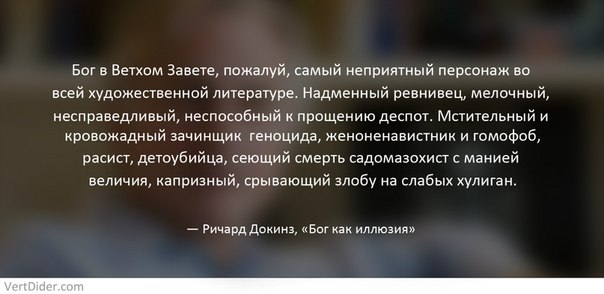 Бог в Ветхом Завете, пожалуй, самый неприятный персонаж во
всей художественной литературе. Надменный ревнивец, мелочный,
несправедливый, неспособный к прощению деспот. Мстительный и
кровожадный зачинщик геноцида, женоненавистник и гомофоб,
расист, детоубийца, сеющий смерть садомазохист с манией
величия, капризный, срывающий злобу на слабых хулиган.
— Ричард Докинз, «Бог как иллюзия»
VertDider.com